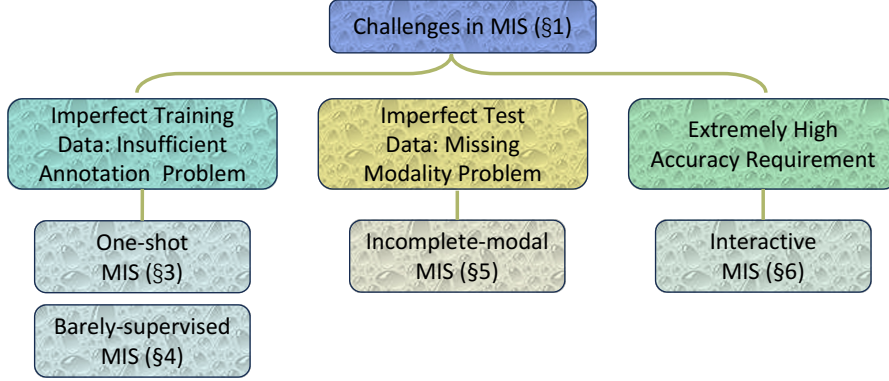 Challenges in MIS (§1)
Imperfect Training
Data: Insufficient
Annotation Problem
Imperfect Test
Data: Missing
Modality Problem
Extremely High
Accuracy Requirement
One-shot
MIS (§3)
Incomplete-modal
MIS (§5)
Interactive
MIS (§6)
Barely-supervised
MIS (§4)